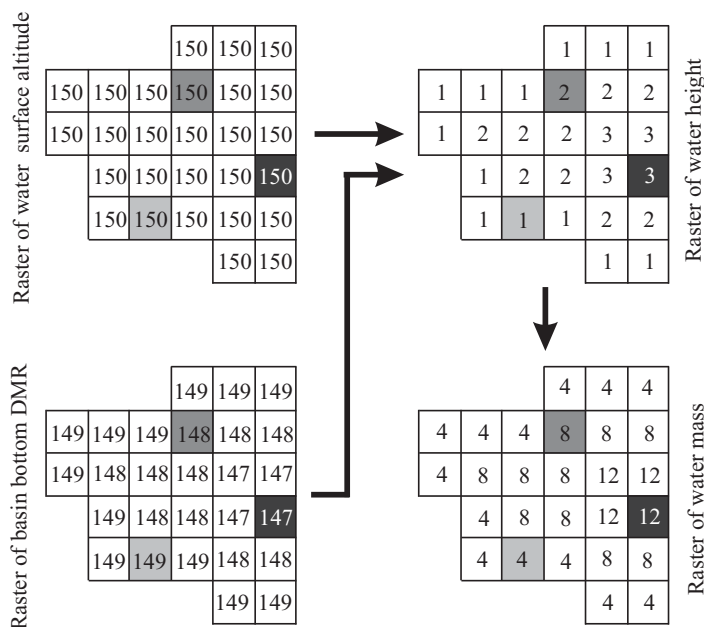 Raster of water surface altitude
150 150 150
150 150 150 150 150 150
150 150 150 150 150 150
150 150 150 150 150
150 150 150 150 150
150 150
Raster of water height
1 1 1
1 1 1 2 2 2
1 2 2 2 3 3
1 2 2 3 3
1 1 1 2 2
1 1
Raster of basin bottom DMR
149 149 149
149 149 149 148 148 148
149 148 148 148 147 147
149 148 148 147 147
149 149 149 148 148
149 149
Raster of water mass
4 4 4
4 4 4 8 8 8
4 8 8 8 12 12
4 8 8 12 12
4 4 4 8 8
4 4